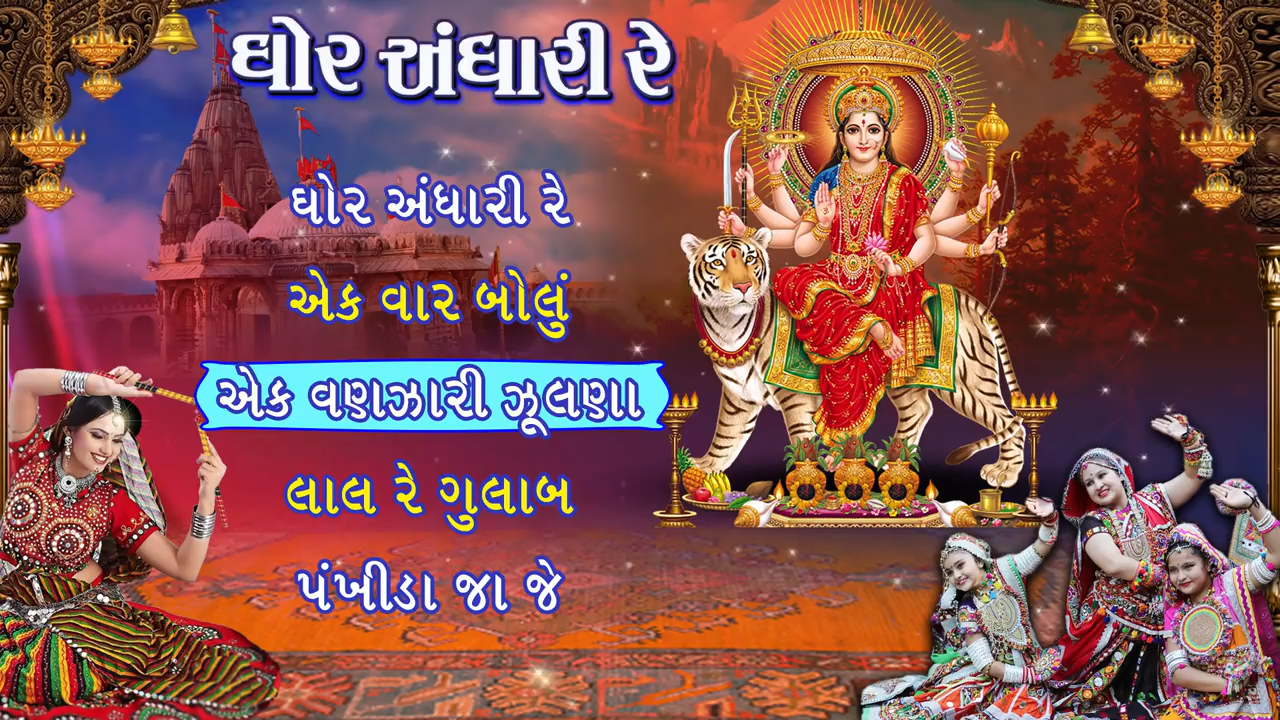 ઘોર અંધારી રે
ઘોર અંધારી રે
એક વાર બોલું
એક વણઝારી ઝૂલણા
લાલ રે ગુલાબ
પંખીડા જા જે